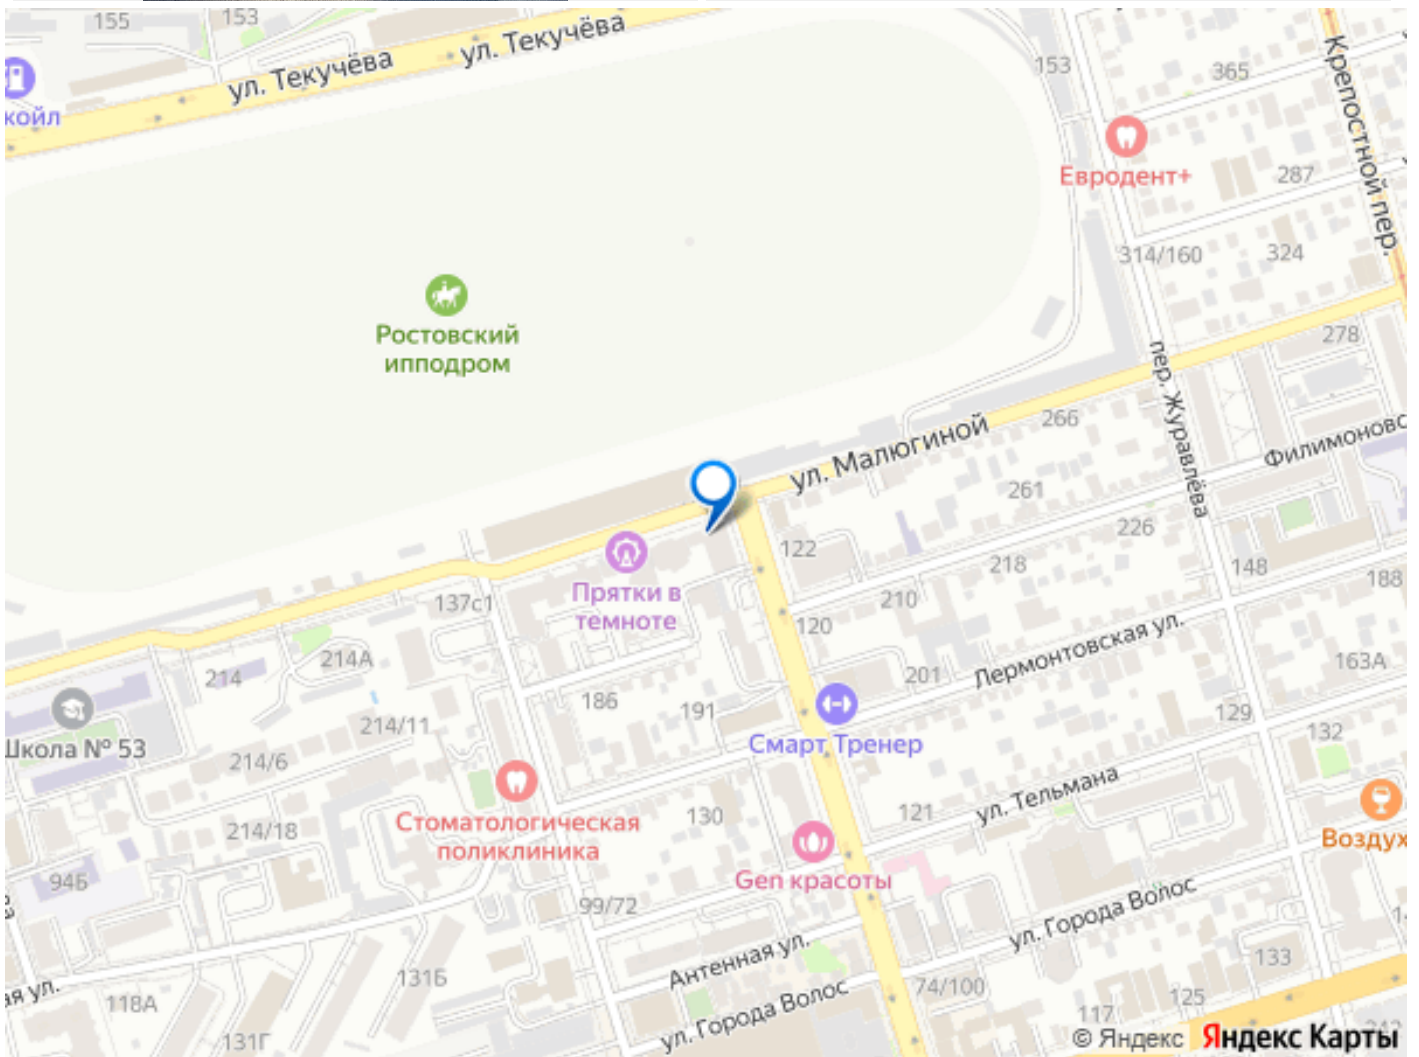 155
153
ул. Текучёва
ул. Текучёва
койл
153
365
Крепостной пер.
Евродент+
287
314/160
324
Ростовский
ипподром
278
пер. Журавлёва
266
ул. Малюгиной
Филимоновс
261
226
122
218
148
188
Прятки в
темноте
137с1
210
120
Лермонтовская ул.
214А
214
201
163А
186
191
129
Школа № 53
214/11
Смарт Тренер
132
214/6
ул. Тельмана
121
130
Стоматологическая
поликлиника
214/18
Воздух
94Б
Gen красоты
99/72
ул. Города Волос
Антенная ул.
133
131Б
74/100
ая ул.
118А
125
117
ул. Города Волос
131Г
© Яндекс Яндекс Карты